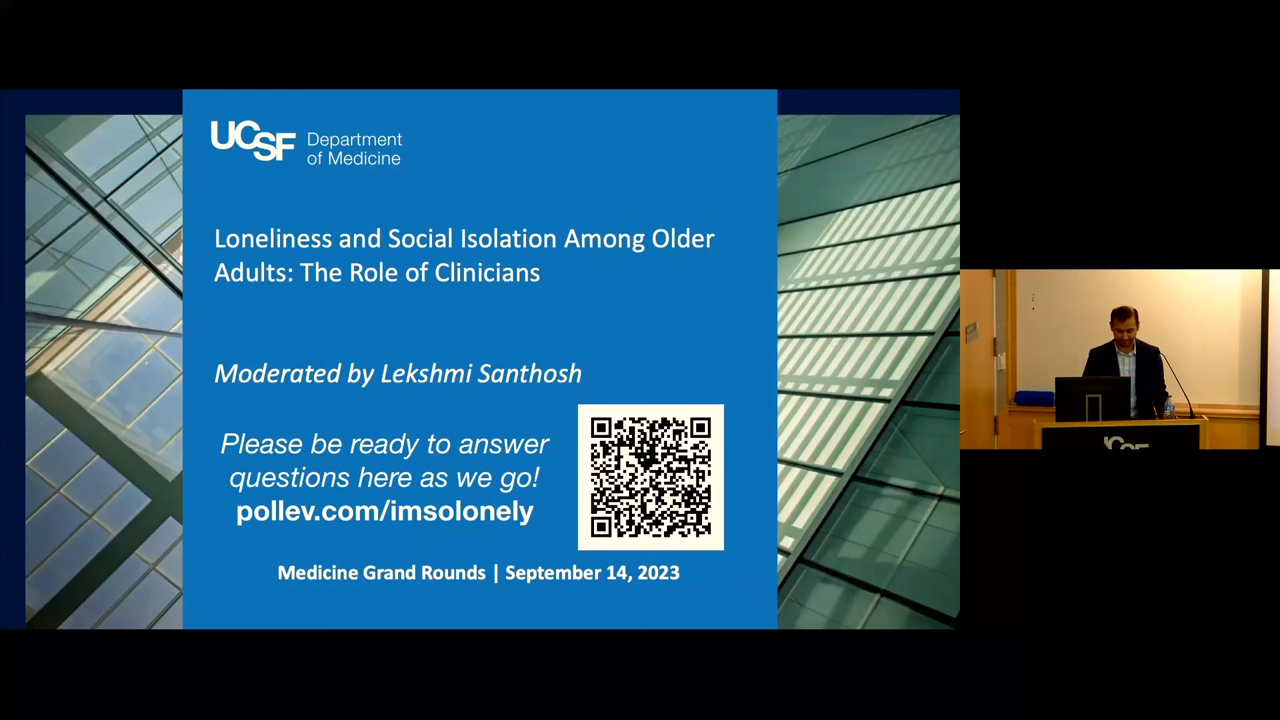 UCSF Department
of Medicine
Loneliness and Social Isolation Among Older
Adults: The Role of Clinicians
Moderated by Lekshmi Santhosh
Please be ready to answer
questions here as we go!
pollev.com/imsolonely
Medicine Grand Rounds | September 14, 2023
UCSF